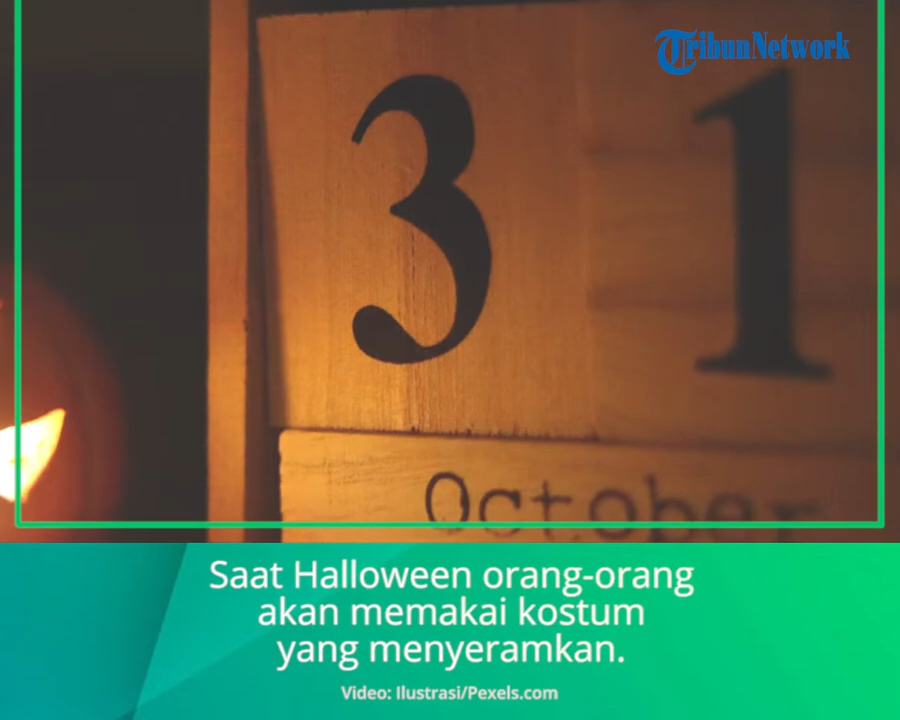 TribunNetwork
3 1
October
Saat Halloween orang-orang
akan memakai kostum
yang menyeramkan.
Video: Ilustrasi/Pexels.com